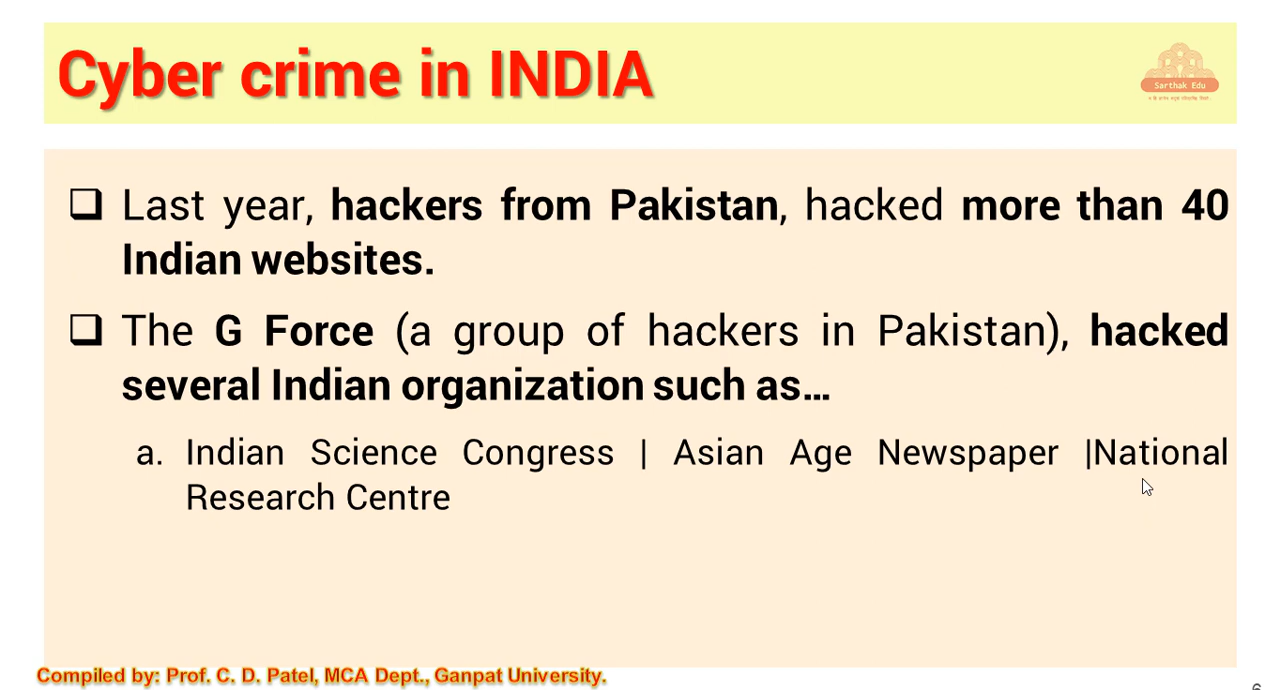 Cyber crime in INDIA
Sarthak Edu
Last year, hackers from Pakistan, hacked more than 40
Indian websites.
The G Force (a group of hackers in Pakistan), hacked
several Indian organization such as...
a. Indian Science Congress | Asian Age Newspaper |National
Research Centre
Compiled by: Prof. C. D. Patel, MCA Dept., Ganpat University.
6